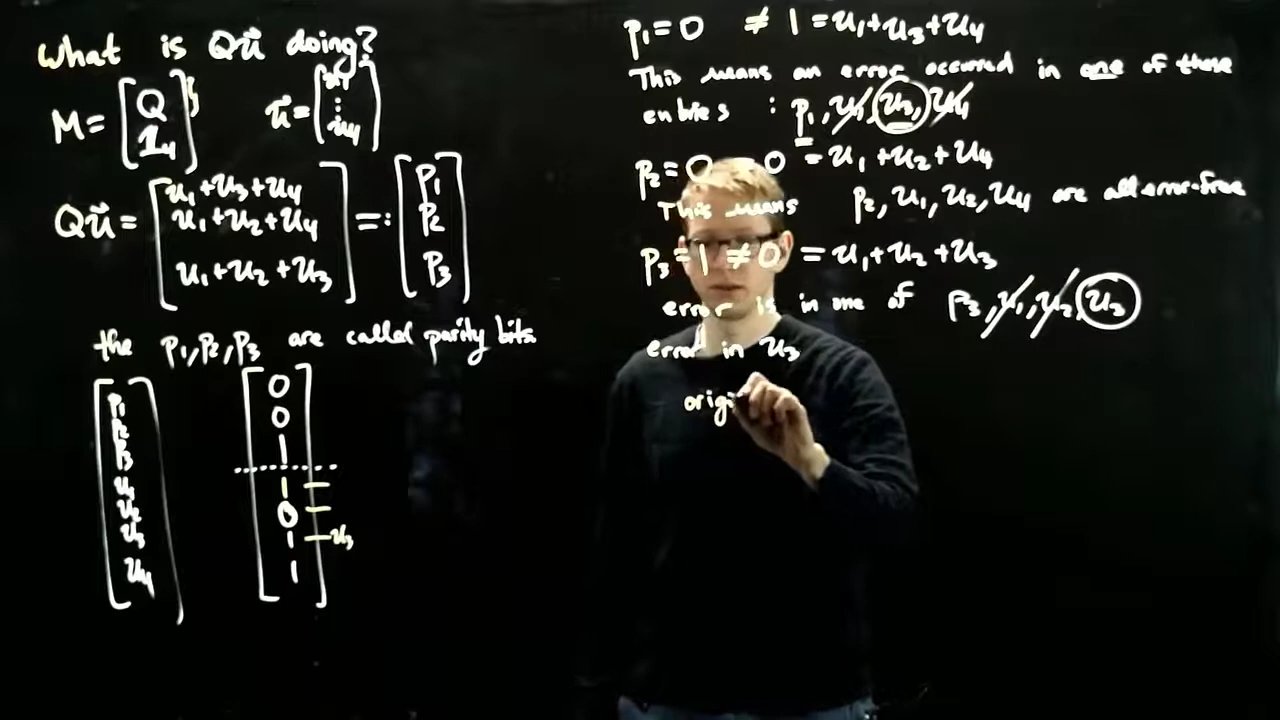 What is Qu⃗ doing?
M = [Q 1₄]
u⃗ = [u₁ ⋮ u₄]
Qu⃗ = [u₁+u₃+u₄ u₁+u₂+u₄ u₁+u₂+u₃] =: [p₁ p₂ p₃]
the p₁, p₂, p₃ are called parity bits
[p₁ p₂ p₃ u₁ u₂ u₃ u₄]
[0 0 1 1 0 1 1]
u₃
p₁ = 0 ≠ 1 = u₁+u₃+u₄
This means an error occurred in one of these
entries : p₁, u₁, u₃, u₄
p₂ = 0 0 = u₁+u₂+u₄
This means p₂, u₁, u₂, u₄ are all error-free
p₃ = 1 ≠ 0 = u₁+u₂+u₃
error is in one of p₃, u₁, u₂, u₃
error in u₃
origi